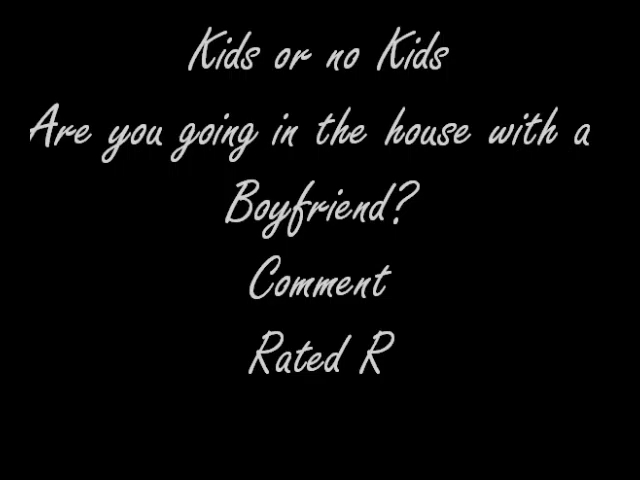 Kids or no Kids
Are you going in the house with a
Boyfriend?
Comment
Rated R